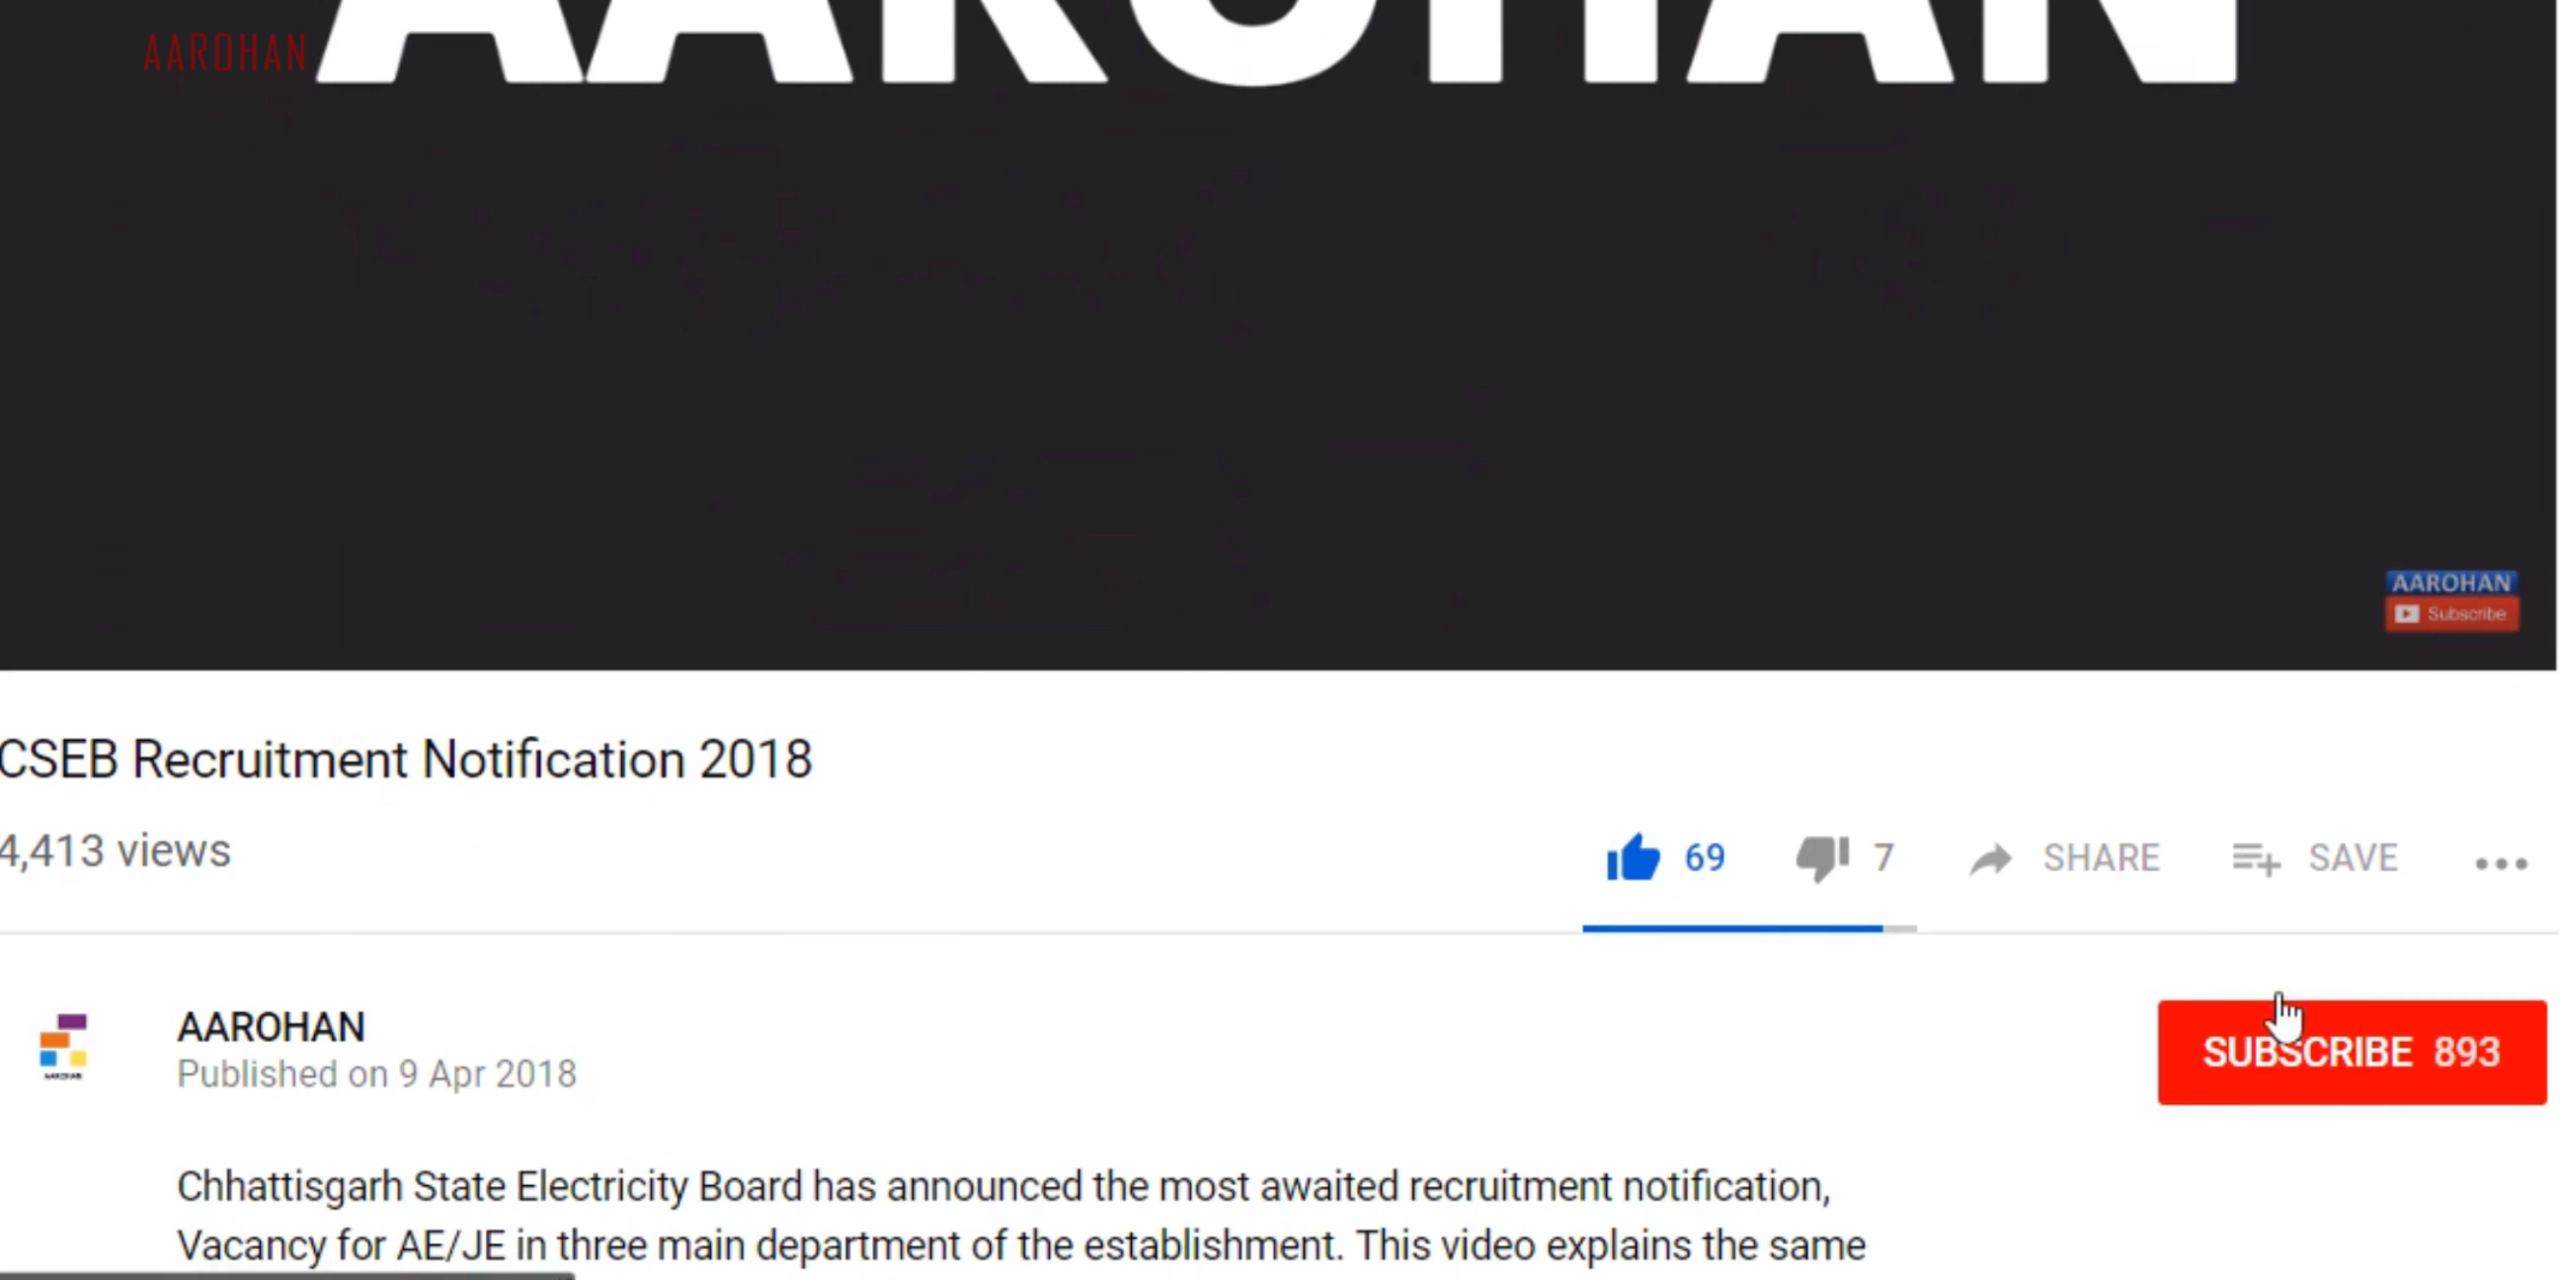 AAROHAN
AAROHAN
AAROHAN
Subscribe
CSEB Recruitment Notification 2018
4,413 views
69 7 SHARE SAVE
AAROHAN
Published on 9 Apr 2018
SUBSCRIBE 893
AAROHAN
Chhattisgarh State Electricity Board has announced the most awaited recruitment notification,
Vacancy for AE/JE in three main department of the establishment. This video explains the same